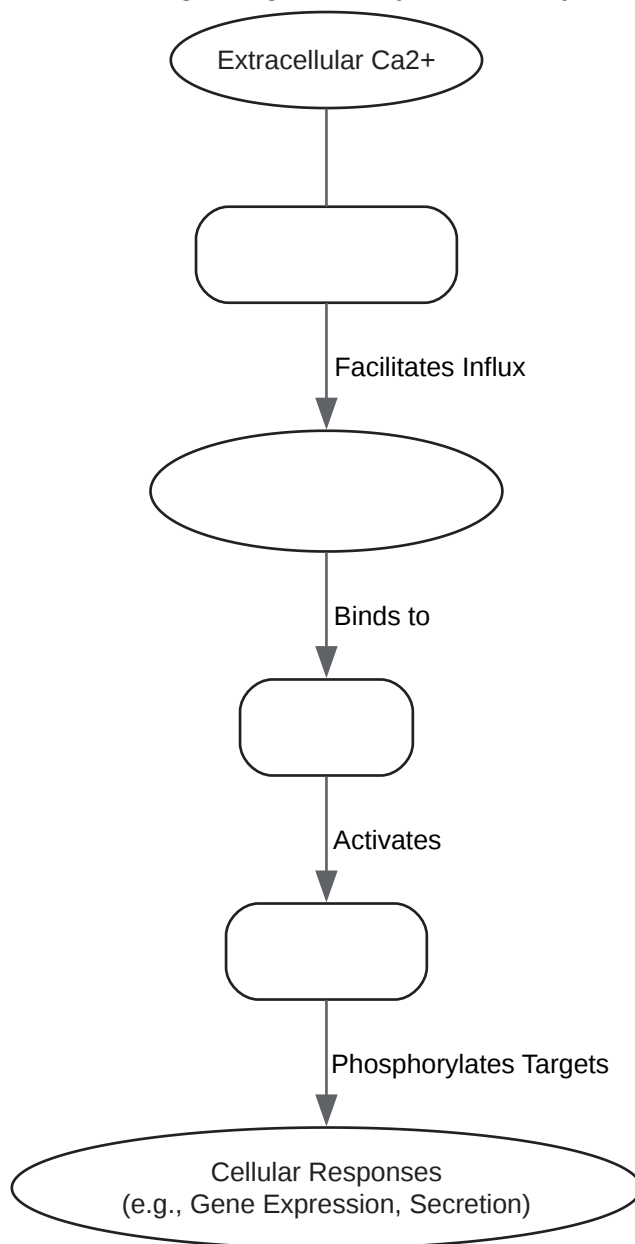 Extracellular Ca2+
Facilitates Influx
Binds to
Activates
Phosphorylates Targets
Cellular Responses
(e.g., Gene Expression, Secretion)